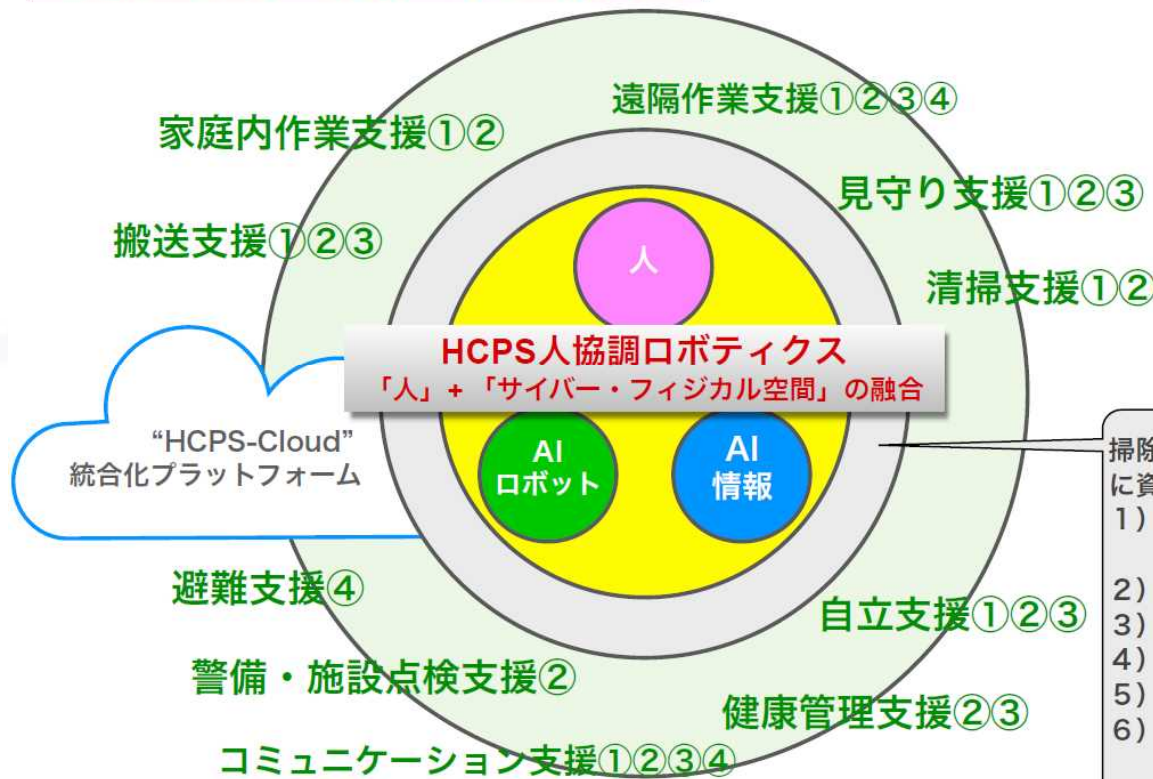 遠隔作業支援①②③④
家庭内作業支援①②
見守り支援①②③
搬送支援①②③
清掃支援①②
人
HCPS人協調ロボティクス
「人」+「サイバー・フィジカル空間」の融合
“HCPS-Cloud”
統合化プラットフォーム
AI
ロボット
AI
情報
掃除
に資
1)
2)
3)
4)
5)
6)
避難支援④
自立支援①②③
警備・施設点検支援②
健康管理支援②③
コミュニケーション支援①②③④